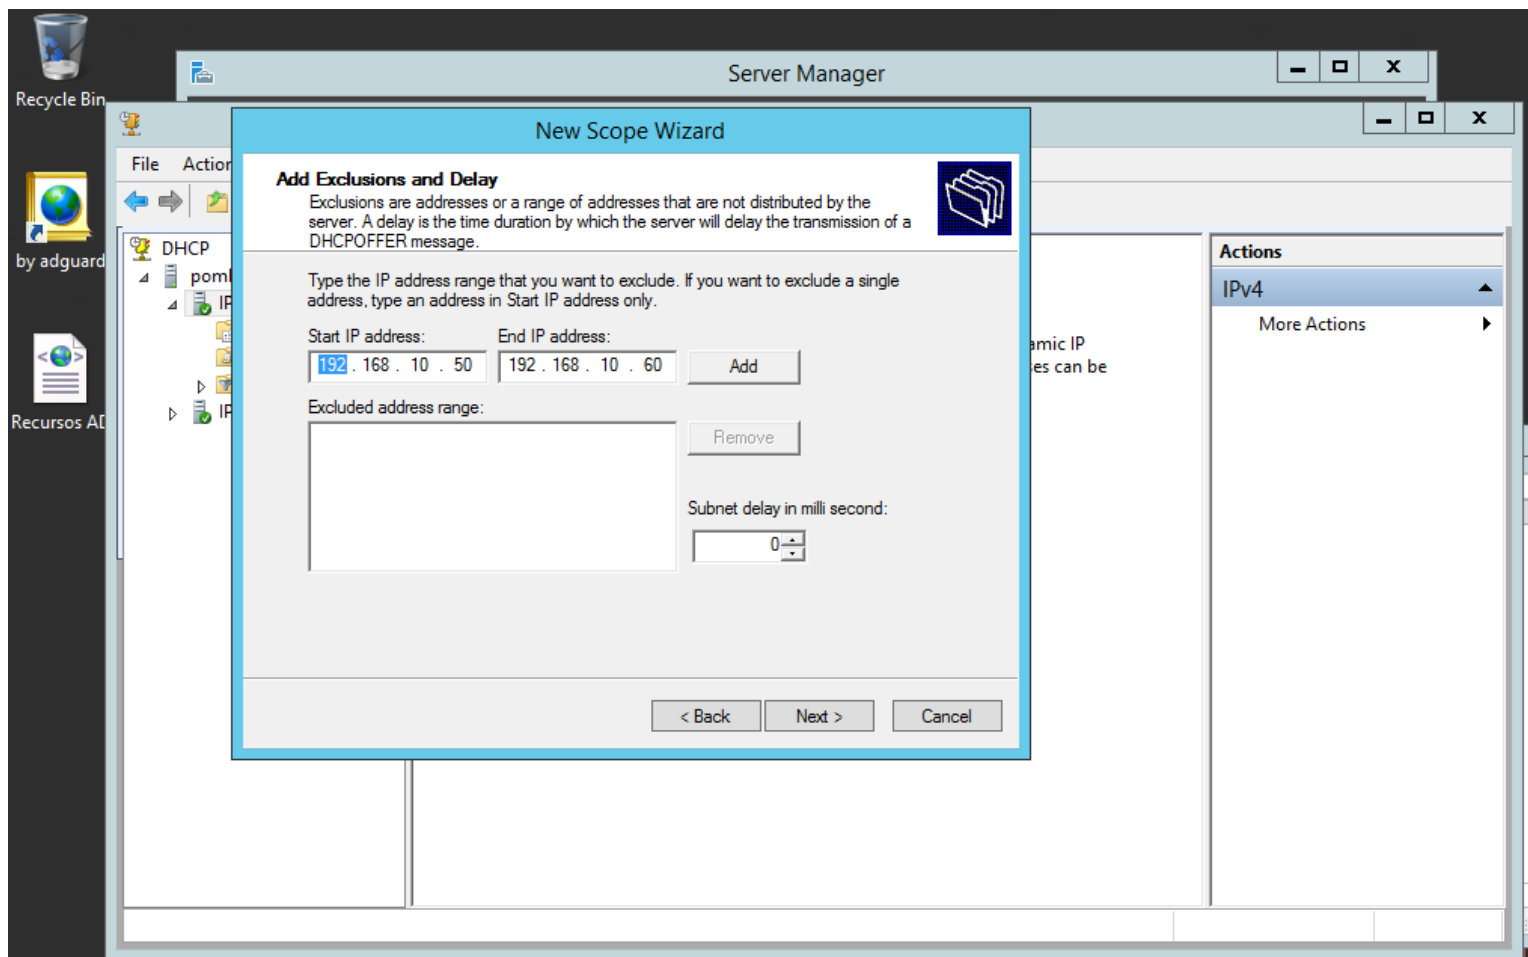 Recycle Bin
Server Manager
New Scope Wizard
File
Action
Add Exclusions and Delay
Exclusions are addresses or a range of addresses that are not distributed by the
server. A delay is the time duration by which the server will delay the transmission of a
DHCPOFFER message.
by adguard
DHCP
Type the IP address range that you want to exclude. If you want to exclude a single
address, type an address in Start IP address only.
Start IP address:
End IP address:
192 . 168 . 10 . 50
192 . 168 . 10 . 60
Add
Excluded address range:
Remove
Subnet delay in milli second:
0
< Back
Next >
Cancel
Recursos AD
amic IP
es can be
Actions
IPv4
More Actions